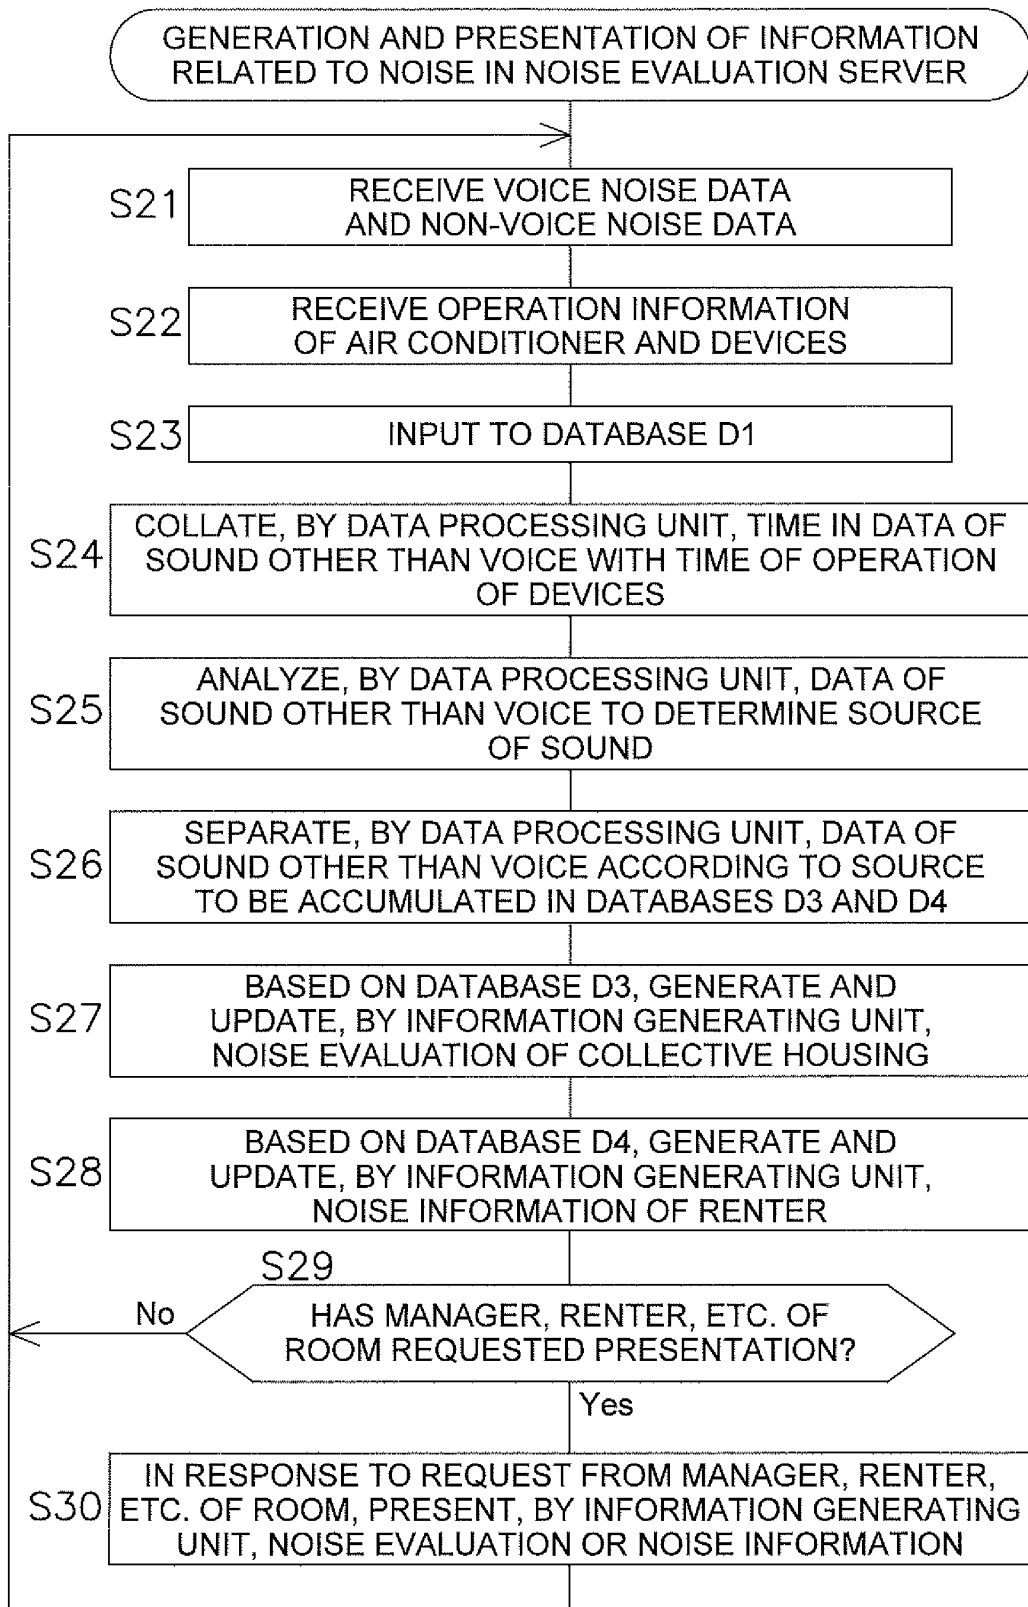 GENERATION AND PRESENTATION OF INFORMATION
RELATED TO NOISE IN NOISE EVALUATION SERVER
S21
RECEIVE VOICE NOISE DATA
AND NON-VOICE NOISE DATA
S22
RECEIVE OPERATION INFORMATION
OF AIR CONDITIONER AND DEVICES
S23
INPUT TO DATABASE D1
S24
COLLATE, BY DATA PROCESSING UNIT, TIME IN DATA OF
SOUND OTHER THAN VOICE WITH TIME OF OPERATION
OF DEVICES
S25
ANALYZE, BY DATA PROCESSING UNIT, DATA OF
SOUND OTHER THAN VOICE TO DETERMINE SOURCE
OF SOUND
S26
SEPARATE, BY DATA PROCESSING UNIT, DATA OF
SOUND OTHER THAN VOICE ACCORDING TO SOURCE
TO BE ACCUMULATED IN DATABASES D3 AND D4
S27
BASED ON DATABASE D3, GENERATE AND
UPDATE, BY INFORMATION GENERATING UNIT,
NOISE EVALUATION OF COLLECTIVE HOUSING
S28
BASED ON DATABASE D4, GENERATE AND
UPDATE, BY INFORMATION GENERATING UNIT,
NOISE INFORMATION OF RENTER
S29
No
HAS MANAGER, RENTER, ETC. OF
ROOM REQUESTED PRESENTATION?
Yes
S30
IN RESPONSE TO REQUEST FROM MANAGER, RENTER,
ETC. OF ROOM, PRESENT, BY INFORMATION GENERATING
UNIT, NOISE EVALUATION OR NOISE INFORMATION